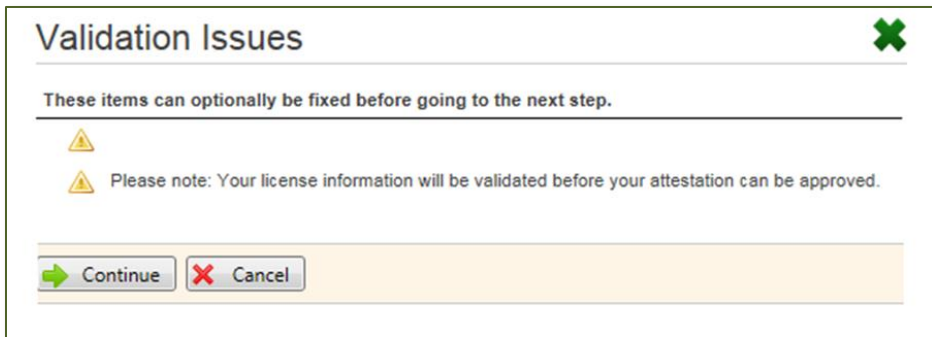 Validation Issues
These items can optionally be fixed before going to the next step.
Please note: Your license information will be validated before your attestation can be approved.
Continue Cancel